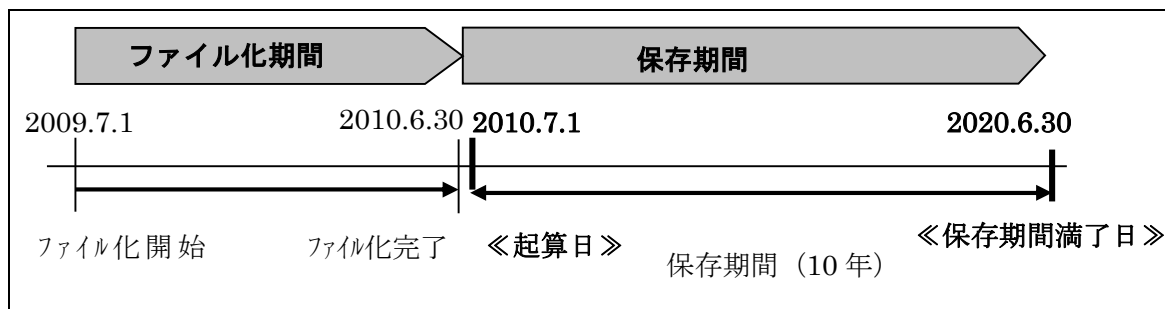 ファイル化期間 保存期間
2009.7.1 2010.6.30 2010.7.1 2020.6.30
ファイル化開始 ファイル化完了 ≪起算日≫ ≪保存期間満了日≫
保存期間（10 年）